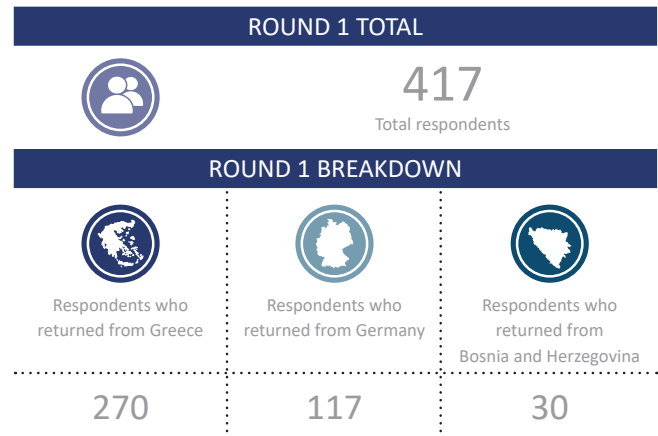 ROUND 1 TOTAL
417
Total respondents
ROUND 1 BREAKDOWN
Respondents who
returned from Greece
Respondents who
returned from Germany
Respondents who
returned from
Bosnia and Herzegovina
270
117
30